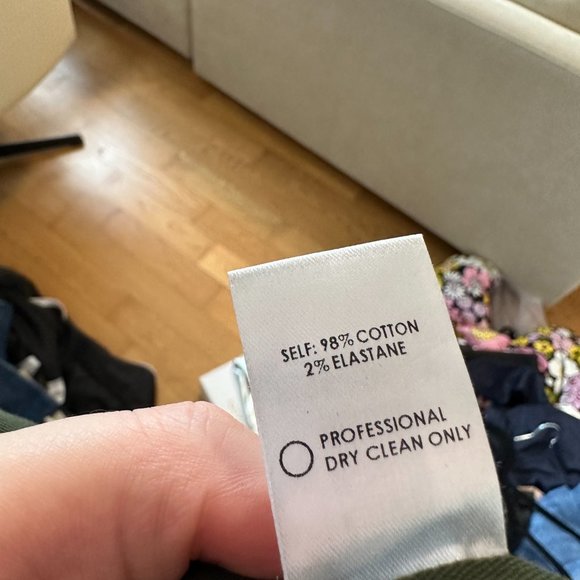 SELF: 98% COTTON
2% ELASTANE
PROFESSIONAL
DRY CLEAN ONLY